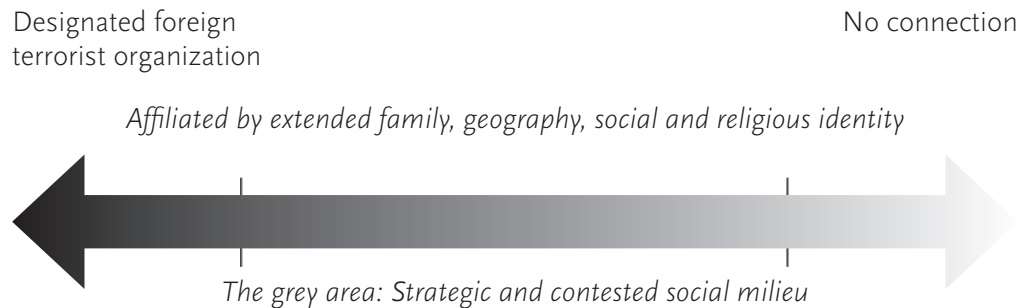 Designated foreign
terrorist organization
No connection
Affiliated by extended family, geography, social and religious identity
The grey area: Strategic and contested social milieu